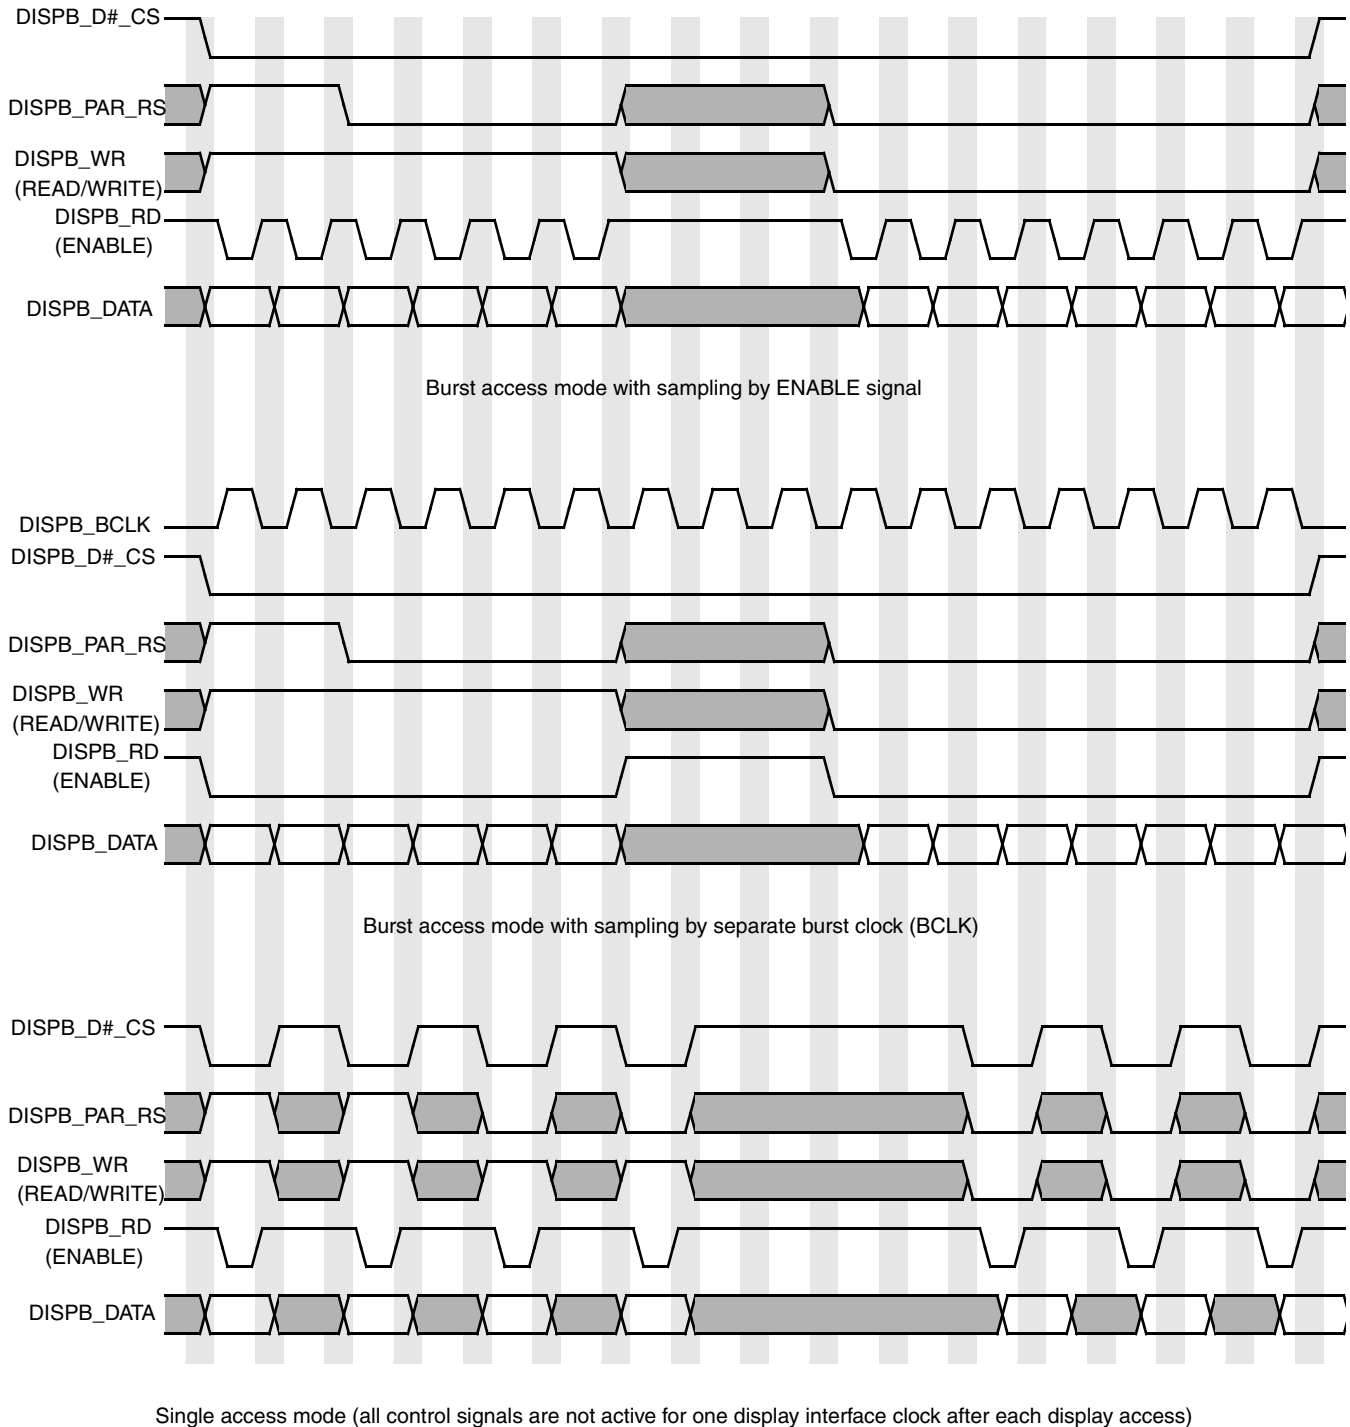 DISPB_D#_CS
DISPB_PAR_RS
DISPB_WR
(READ/WRITE)
DISPB_RD
(ENABLE)
DISPB_DATA
Burst access mode with sampling by ENABLE signal
DISPB_BCLK
DISPB_D#_CS
DISPB_PAR_RS
DISPB_WR
(READ/WRITE)
DISPB_RD
(ENABLE)
DISPB_DATA
Burst access mode with sampling by separate burst clock (BCLK)
DISPB_D#_CS
DISPB_PAR_RS
DISPB_WR
(READ/WRITE)
DISPB_RD
(ENABLE)
DISPB_DATA
Single access mode (all control signals are not active for one display interface clock after each display access)